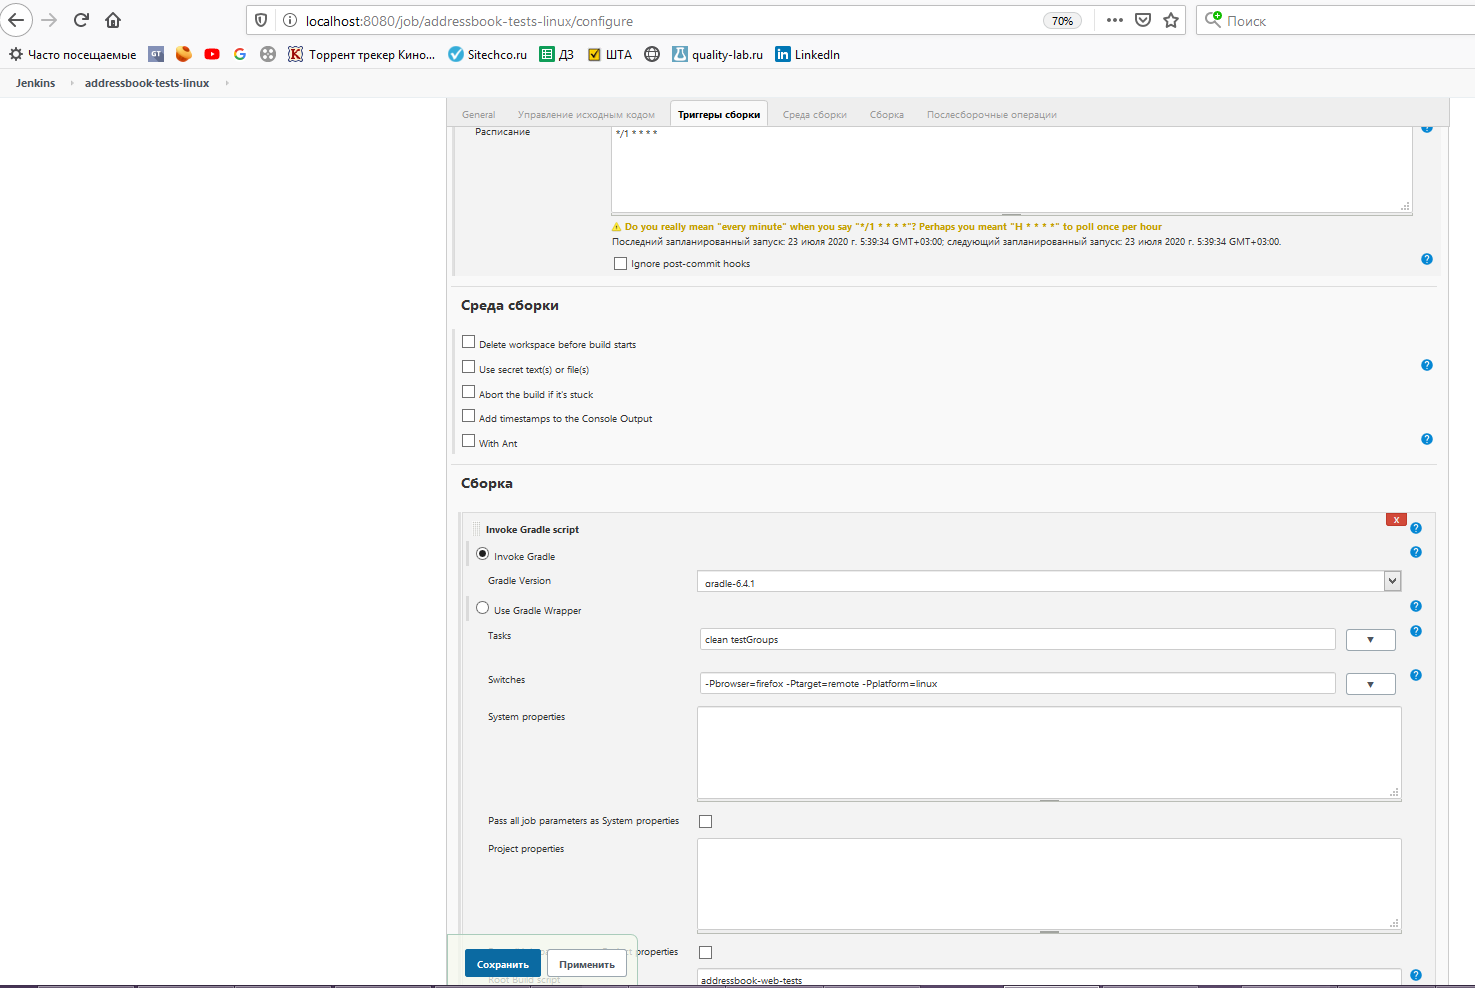 localhost:8080/job/addressbook-tests-linux/configure
70%
Поиск
Часто посещаемые
GT
Торрент трекер Кино...
Sitechco.ru
ДЗ
ШТА
quality-lab.ru
LinkedIn
Jenkins
addressbook-tests-linux
General
Управление исходным кодом
Триггеры сборки
Среда сборки
Сборка
Послесборочные операции
Расписание
*/1 * * * *
Do you really mean "every minute" when you say "*/1 * * * *"? Perhaps you meant "H * * * *" to poll once per hour
Последний запланированный запуск: 23 июля 2020 г. 5:39:34 GMT+03:00; следующий запланированный запуск: 23 июля 2020 г. 5:39:34 GMT+03:00.
Ignore post-commit hooks
Среда сборки
Delete workspace before build starts
Use secret text(s) or file(s)
Abort the build if it's stuck
Add timestamps to the Console Output
With Ant
Сборка
Invoke Gradle script
X
Invoke Gradle
Gradle Version
gradle-6.4.1
Use Gradle Wrapper
Tasks
clean testGroups
Switches
-Pbrowser=firefox -Ptarget=remote -Pplatform=linux
System properties
Pass all job parameters as System properties
Project properties
properties
Сохранить
Применить
Root Build script
addressbook-web-tests